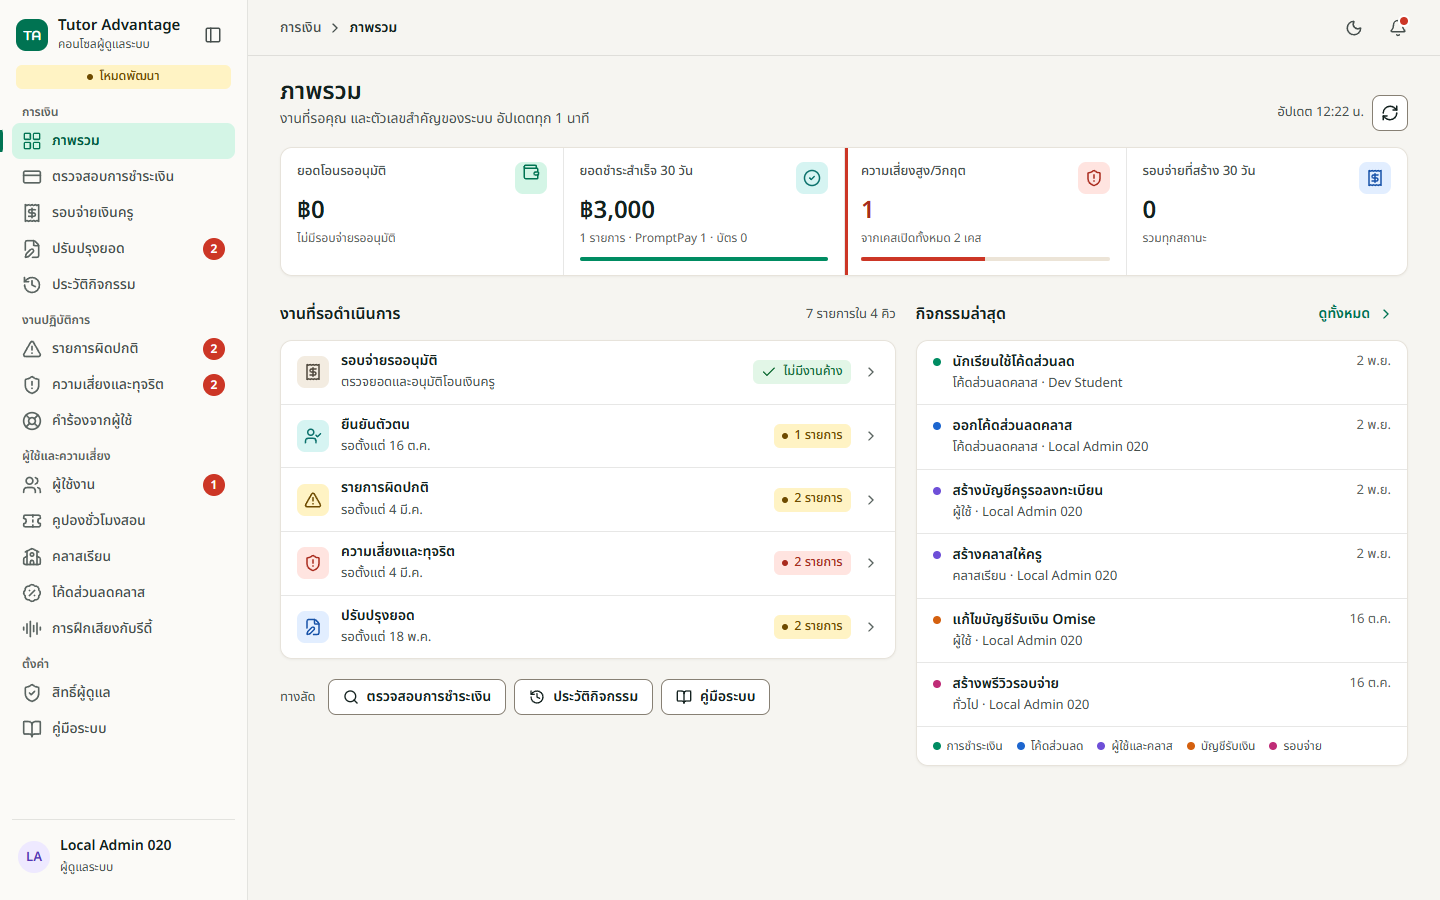 TA
Tutor Advantage
คอนโซลผู้ดูแลระบบ
โหมดพัฒนา
การเงิน
ภาพรวม
ตรวจสอบการชำระเงิน
รอบจ่ายเงินครู
ปรับปรุงยอด 2
ประวัติกิจกรรม
งานปฏิบัติการ
รายการผิดปกติ 2
ความเสี่ยงและทุจริต 2
คำร้องจากผู้ใช้
ผู้ใช้และความเสี่ยง
ผู้ใช้งาน 1
คูปองชั่วโมงสอน
คลาสเรียน
โค้ดส่วนลดคลาส
การฝึกเสียงกับรีดี้
ตั้งค่า
สิทธิ์ผู้ดูแล
คู่มือระบบ
LA
Local Admin 020
ผู้ดูแลระบบ
การเงิน ภาพรวม
ภาพรวม
งานที่รอคุณ และตัวเลขสำคัญของระบบ อัปเดตทุก 1 นาที
อัปเดต 12:22 น.
ยอดโอนรออนุมัติ
฿0
ไม่มีรอบจ่ายรออนุมัติ
ยอดชำระสำเร็จ 30 วัน
฿3,000
1 รายการ · PromptPay 1 · บัตร 0
ความเสี่ยงสูง/วิกฤต
1
จากเคสเปิดทั้งหมด 2 เคส
รอบจ่ายที่สร้าง 30 วัน
0
รวมทุกสถานะ
งานที่รอดำเนินการ
7 รายการใน 4 คิว
รอบจ่ายรออนุมัติ
ตรวจยอดและอนุมัติโอนเงินครู
ไม่มีงานค้าง
ยืนยันตัวตน
รอตั้งแต่ 16 ต.ค.
1 รายการ
รายการผิดปกติ
รอตั้งแต่ 4 มี.ค.
2 รายการ
ความเสี่ยงและทุจริต
รอตั้งแต่ 4 มี.ค.
2 รายการ
ปรับปรุงยอด
รอตั้งแต่ 18 พ.ค.
2 รายการ
ทางลัด
ตรวจสอบการชำระเงิน
ประวัติกิจกรรม
คู่มือระบบ
กิจกรรมล่าสุด
ดูทั้งหมด
นักเรียนใช้โค้ดส่วนลด 2 พ.ย.
โค้ดส่วนลดคลาส · Dev Student
ออกโค้ดส่วนลดคลาส 2 พ.ย.
โค้ดส่วนลดคลาส · Local Admin 020
สร้างบัญชีครูรอลงทะเบียน 2 พ.ย.
ผู้ใช้ · Local Admin 020
สร้างคลาสให้ครู 2 พ.ย.
คลาสเรียน · Local Admin 020
แก้ไขบัญชีรับเงิน Omise 16 ต.ค.
ผู้ใช้ · Local Admin 020
สร้างพรีวิวรอบจ่าย 16 ต.ค.
ทั่วไป · Local Admin 020
การชำระเงิน โค้ดส่วนลด ผู้ใช้และคลาส บัญชีรับเงิน รอบจ่าย